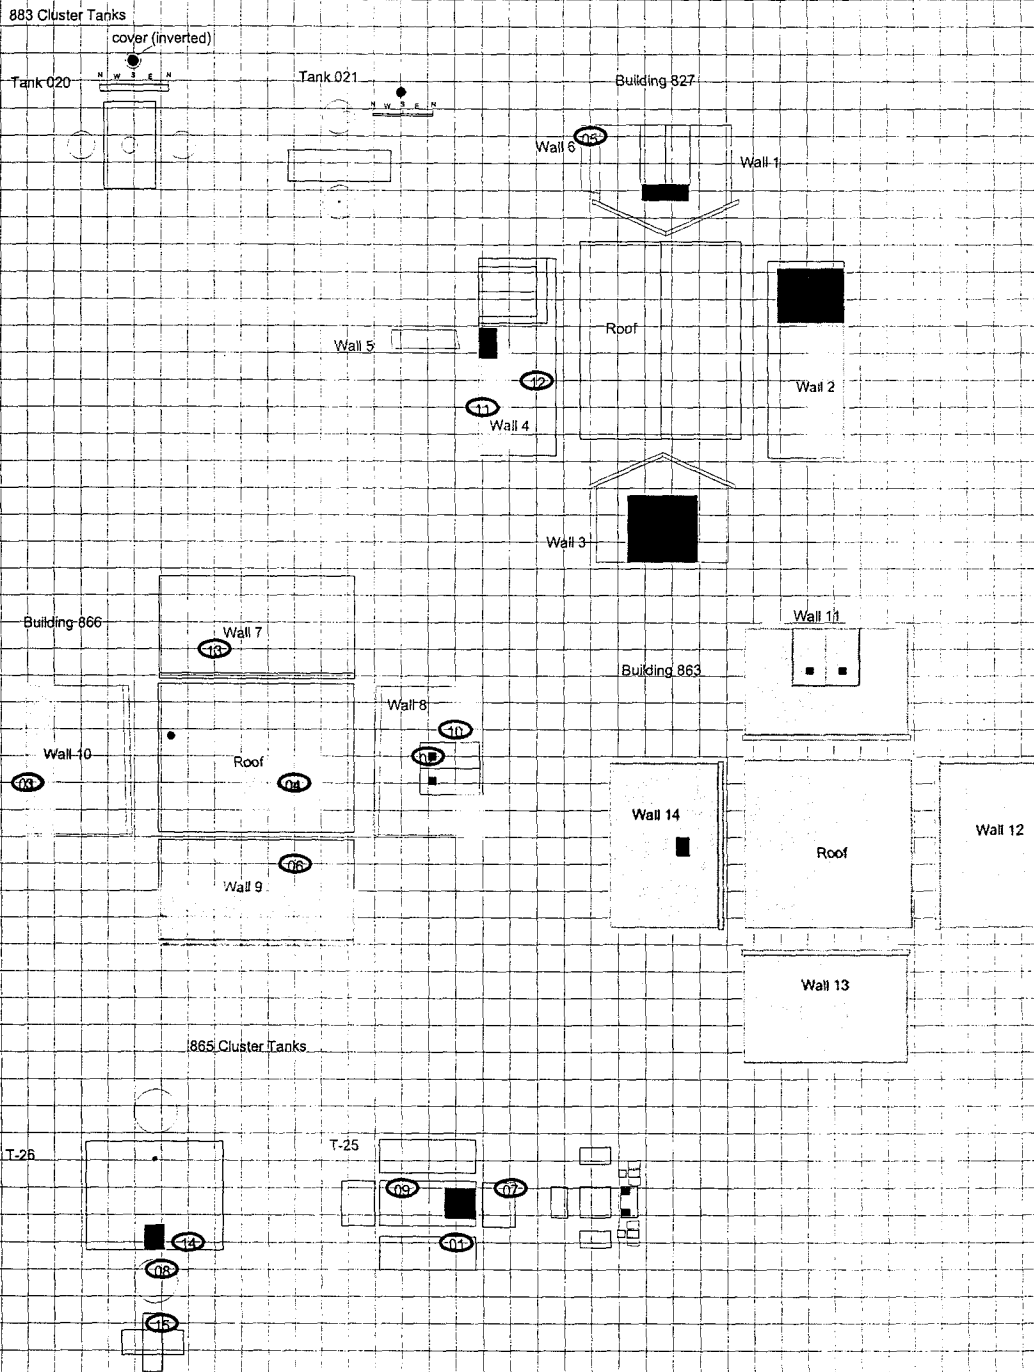 883 Cluster Tanks
cover (inverted)
Tank 020
N W S E N
Tank 021
N W S E N
Building 827
05
Wall 6
Wall 1
Roof
Wall 5
12
Wall 2
11
Wall 4
Wall 3
Building 866
Wall 7
13
Wall 11
Building 863
Wall 8
10
Wall 10
Roof
03
04
Wall 14
Wall 12
Roof
06
Wall 9
Wall 13
865 Cluster Tanks
T-26
T-25
09
07
14
01
08
15